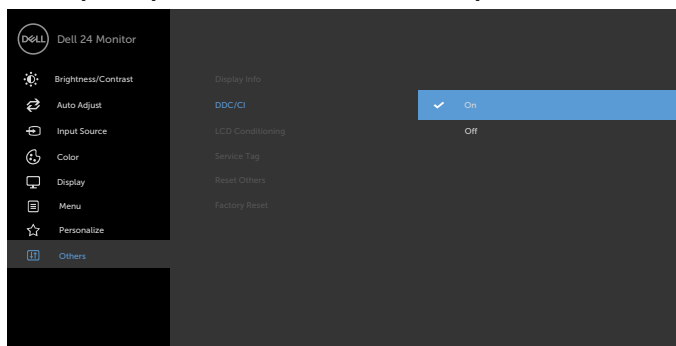 DELL Dell 24 Monitor
Brightness/Contrast
Display Info
Auto Adjust
DDC/CI
On
Input Source
LCD Conditioning
Off
Color
Service Tag
Display
Reset Others
Menu
Factory Reset
Personalize
Others